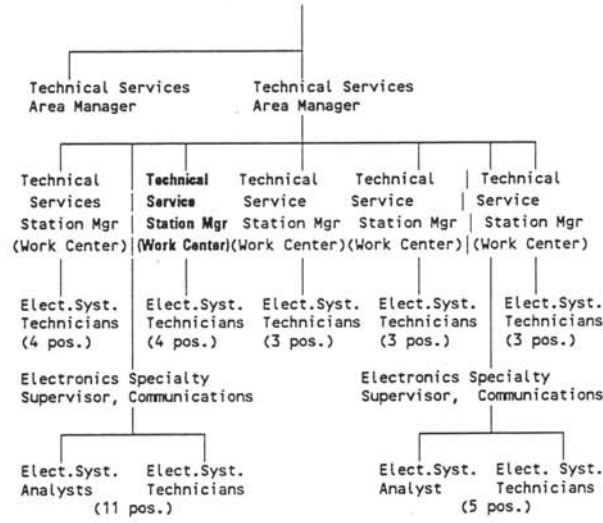 Technical Services Technical Services
Area Manager Area Manager
Technical Technical Technical Technical Technical
Services Service Service Service Service
Station Mgr Station Mgr Station Mgr Station Mgr Station Mgr
(Work Center) (Work Center) (Work Center) (Work Center) (Work Center)
Elect.Syst. Elect.Syst. Elect.Syst. Elect.Syst. Elect.Syst.
Technicians Technicians Technicians Technicians Technicians
(4 pos.) (4 pos.) (3 pos.) (3 pos.) (3 pos.)
Electronics Specialty Electronics Specialty
Supervisor, Communications Supervisor, Communications
Elect.Syst. Elect.Syst. Elect.Syst. Elect. Syst.
Analysts Technicians Analyst Technicians
(11 pos.) (5 pos.)